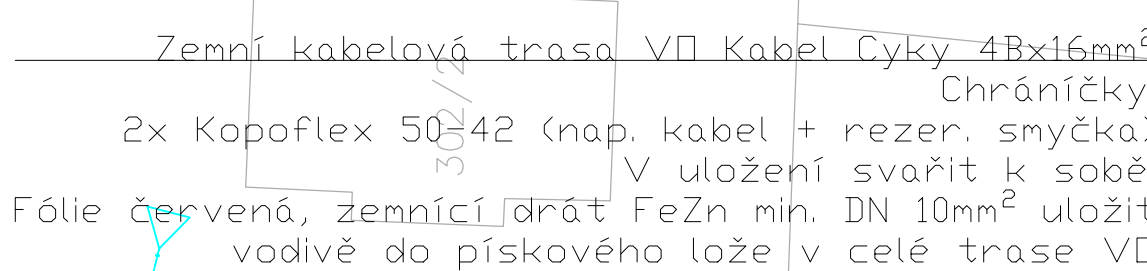 Zemní kabelová trasa VO Kabel Cyky 4Bx16mm²
Chráničky
2x Kopoflex 50-42 (nap. kabel + rezer. smyčka)
V uložení svařit k sobě
Fólie červená, zemnící drát FeZn min. DN 10mm² uložit
vodivě do pískového lože v celé trase VO
302/2